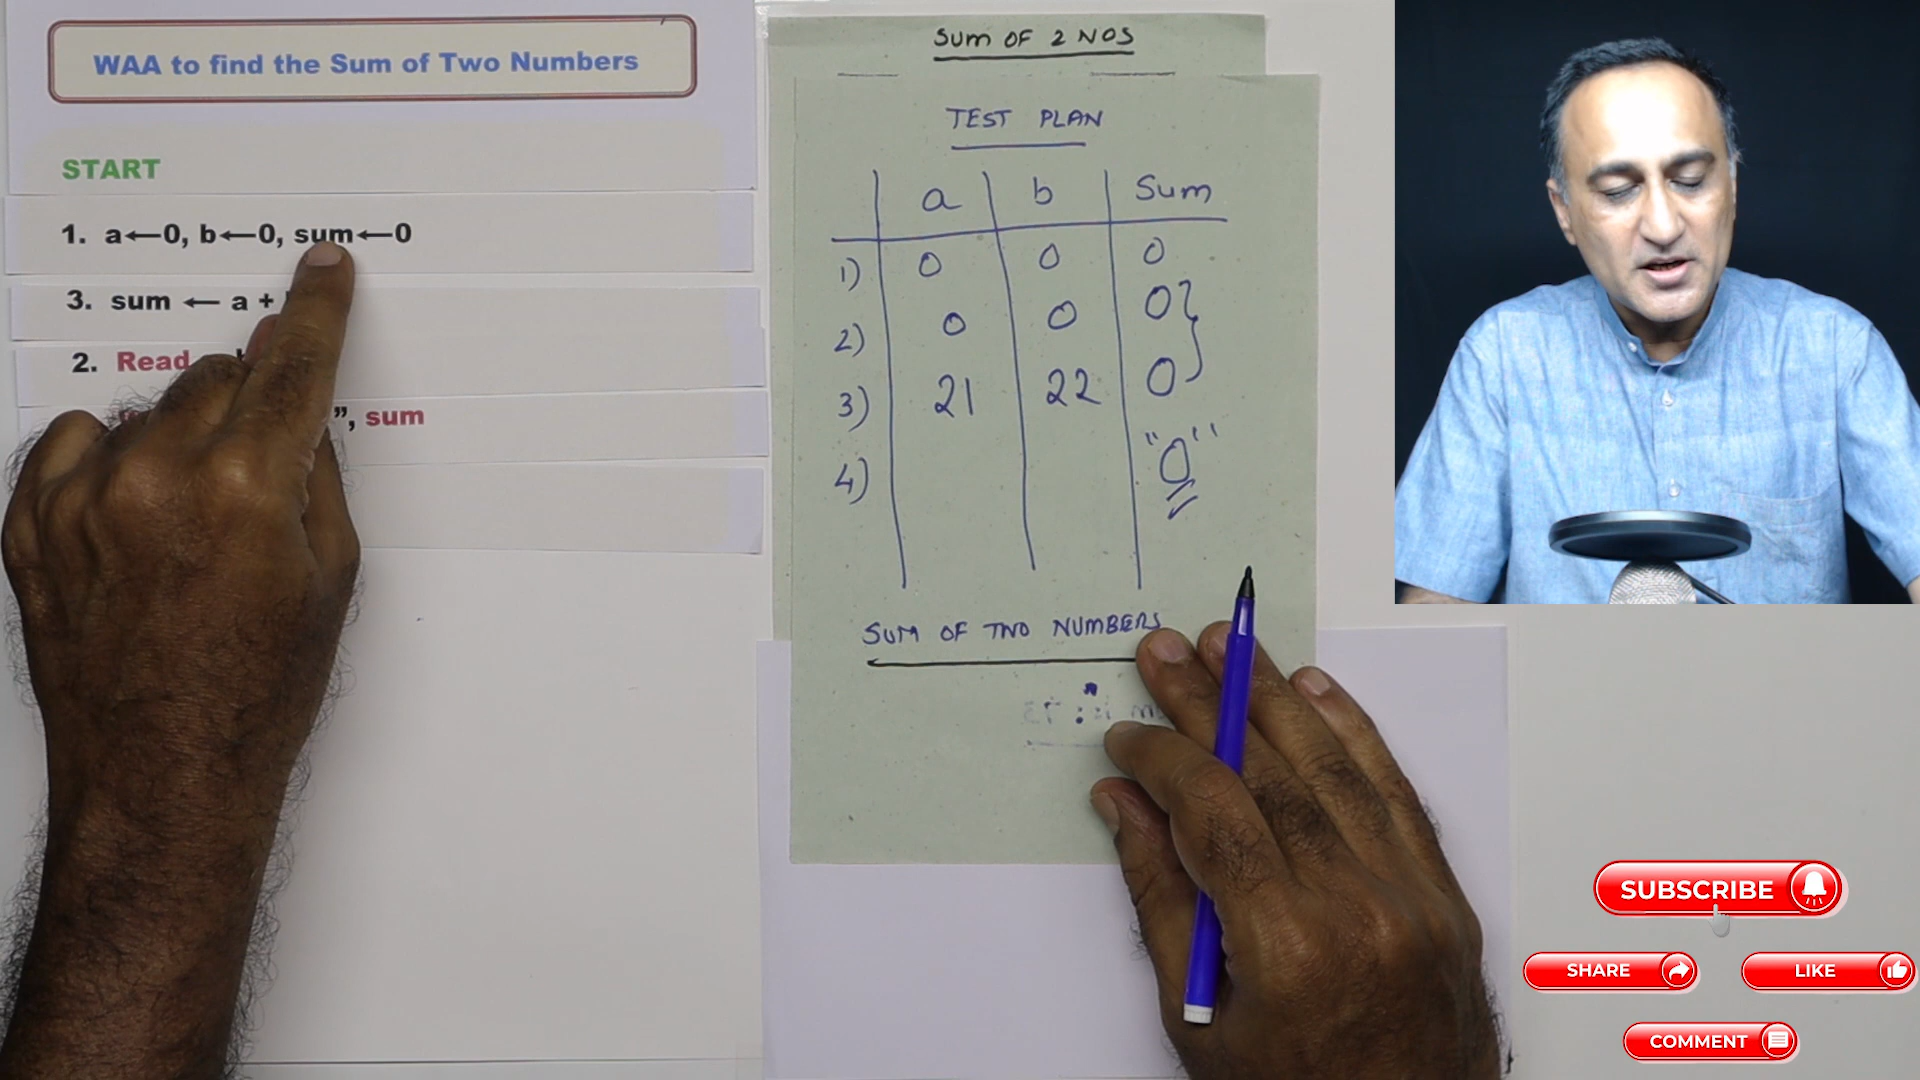 WAA to find the Sum of Two Numbers
START
1. a←0, b←0, sum←0
3. sum ← a +
2. Read
”, sum
SUM OF 2 NOS
TEST PLAN
a b Sum
1) 0 0 0
2) 0 0 0
3) 21 22 0
4) "0"
SUM OF TWO NUMBERS
SUBSCRIBE
SHARE
LIKE
COMMENT